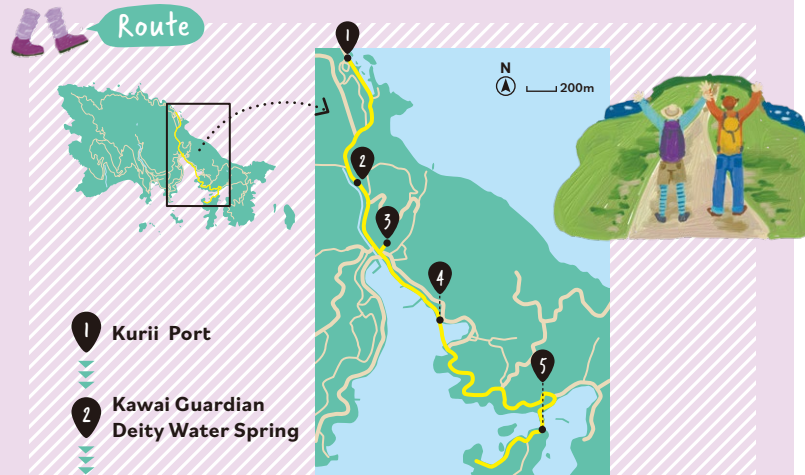 Route
1
N
200m
2
3
4
5
1 Kurii Port
2 Kawai Guardian
Deity Water Spring